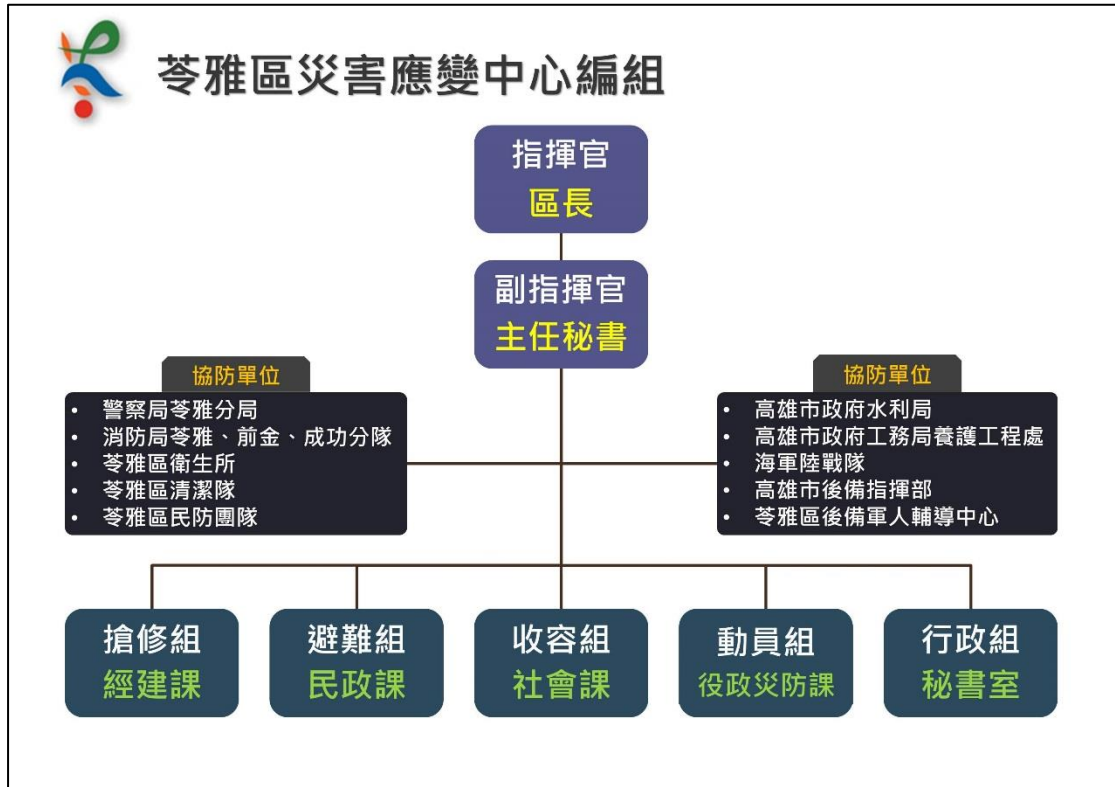 苓雅區災害應變中心編組
指揮官
區長
副指揮官
主任秘書
協防單位
• 警察局苓雅分局
• 消防局苓雅、前金、成功分隊
• 苓雅區衛生所
• 苓雅區清潔隊
• 苓雅區民防團隊
協防單位
• 高雄市政府水利局
• 高雄市政府工務局養護工程處
• 海軍陸戰隊
• 高雄市後備指揮部
• 苓雅區後備軍人輔導中心
搶修組
經建課
避難組
民政課
收容組
社會課
動員組
役政災防課
行政組
秘書室